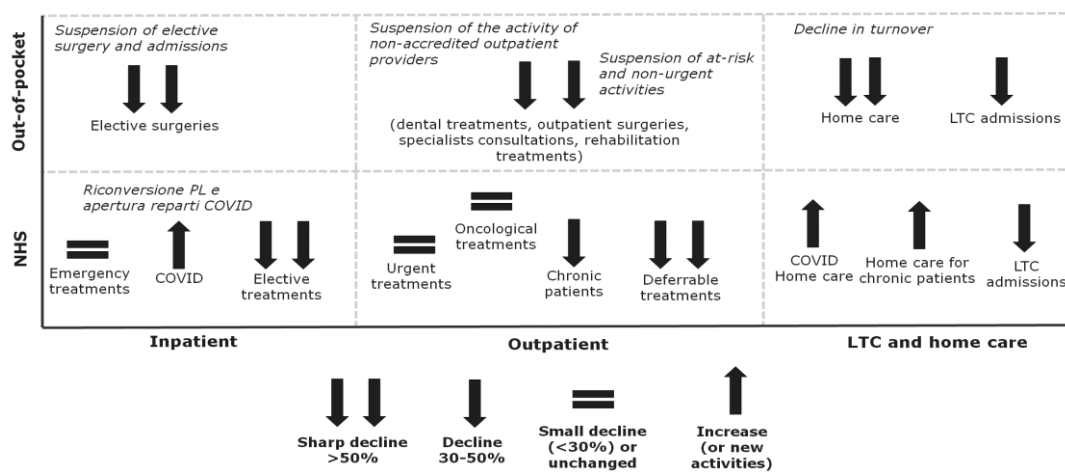 Out-of-pocket
Suspension of elective
surgery and admissions
Elective surgeries
Suspension of the activity of
non-accredited outpatient
providers
Suspension of at-risk
and non-urgent
activities
(dental treatments, outpatient surgeries,
specialists consultations, rehabilitation
treatments)
Decline in turnover
Home care
LTC admissions
NHS
Riconversione PL e
apertura reparti COVID
Emergency
treatments
COVID
Elective
treatments
Urgent
treatments
Oncological
treatments
Chronic
patients
Deferrable
treatments
COVID
Home care
Home care for
chronic patients
LTC
admissions
Inpatient
Outpatient
LTC and home care
Sharp decline
>50%
Decline
30-50%
Small decline
(<30%) or
unchanged
Increase
(or new
activities)